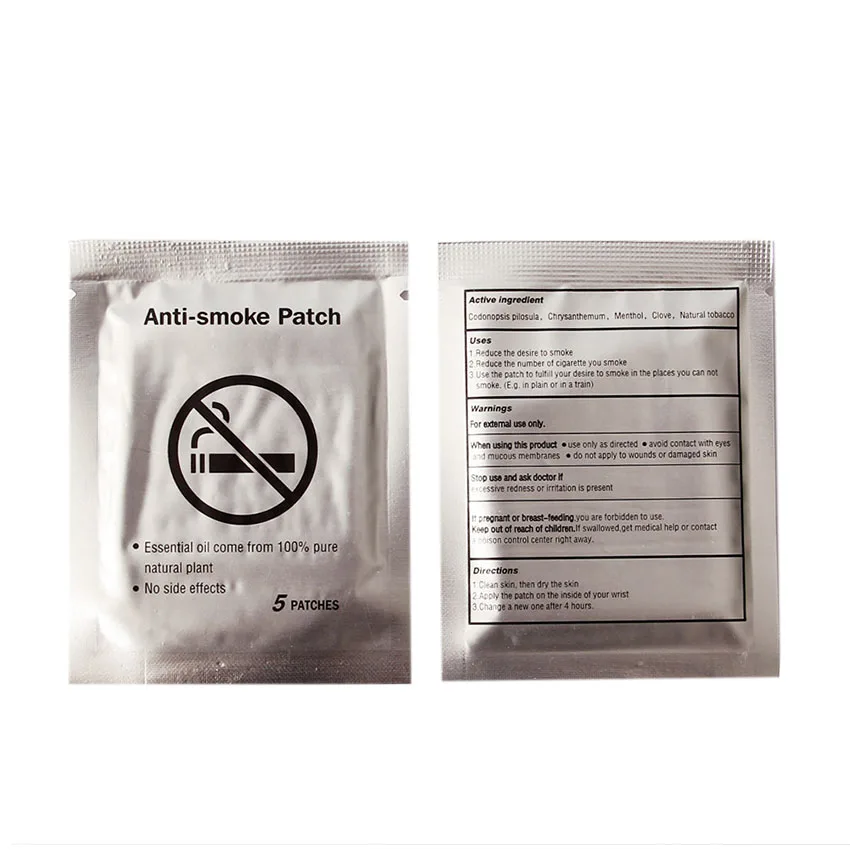 Anti-smoke Patch
• Essential oil come from 100% pure
natural plant
• No side effects
5 PATCHES
Active ingredient
Codonopsis pilosula, Chrysanthemum, Menthol, Clove, Natural tobacco
Uses
1.Reduce the desire to smoke
2.Reduce the number of cigarette you smoke
3.Use the patch to fulfill your desire to smoke in the places you can not
smoke. (E.g. in plain or in a train)
Warnings
For external use only.
When using this product • use only as directed • avoid contact with eyes
and mucous membranes • do not apply to wounds or damaged skin
Stop use and ask doctor if
excessive redness or irritation is present
If pregnant or breast-feeding,you are forbidden to use.
Keep out of reach of children.If swallowed,get medical help or contact
a poison control center right away.
Directions
1.Clean skin, then dry the skin
2.Apply the patch on the inside of your wrist
3.Change a new one after 4 hours.